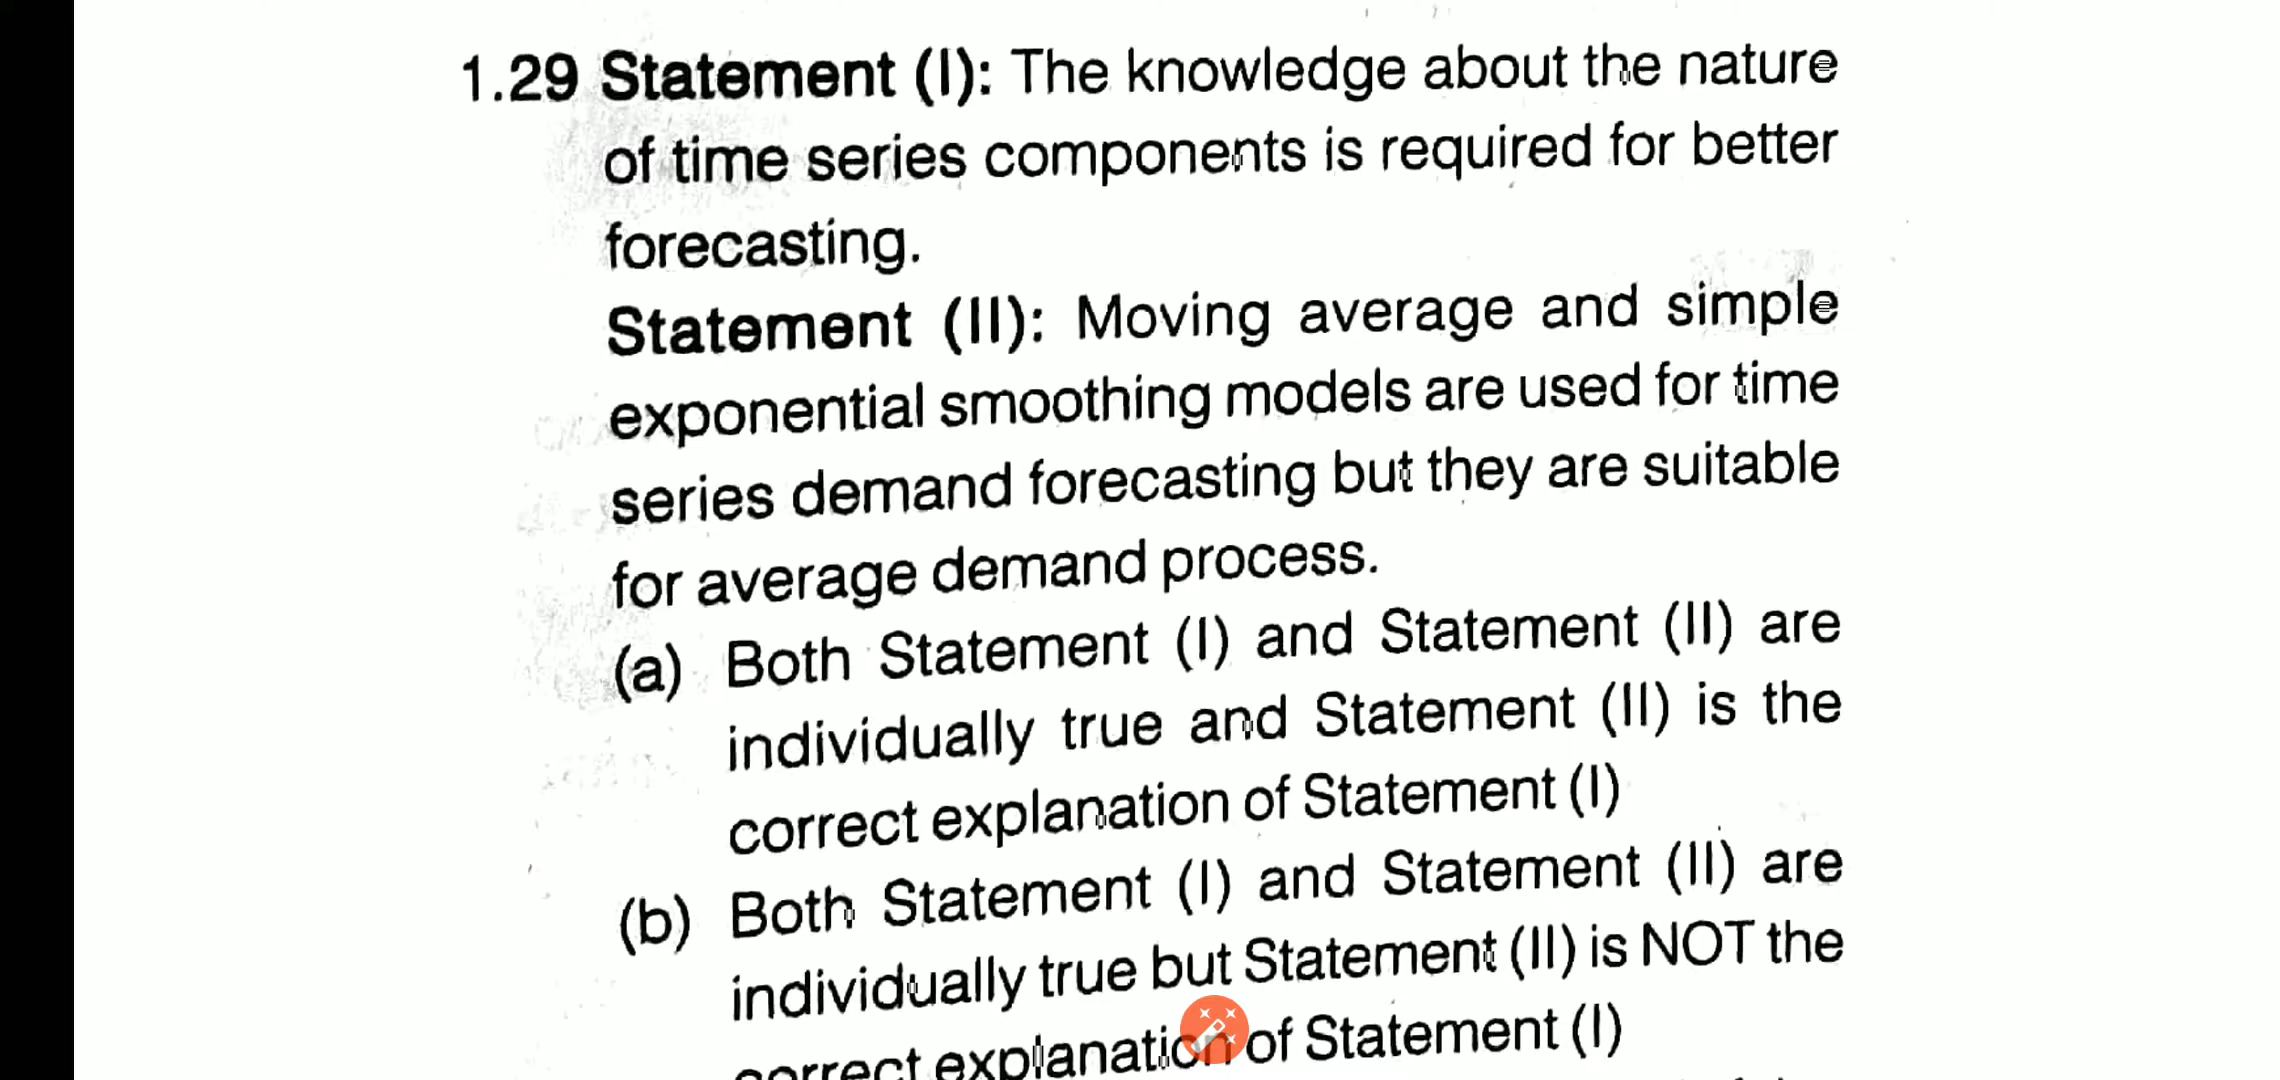 1.29 Statement (I): The knowledge about the nature
of time series components is required for better
forecasting.
Statement (II): Moving average and simple
exponential smoothing models are used for time
series demand forecasting but they are suitable
for average demand process.
(a) Both Statement (I) and Statement (II) are
individually true and Statement (II) is the
correct explanation of Statement (I)
(b) Both Statement (I) and Statement (II) are
individually true but Statement (II) is NOT the
correct explanation of Statement (I)